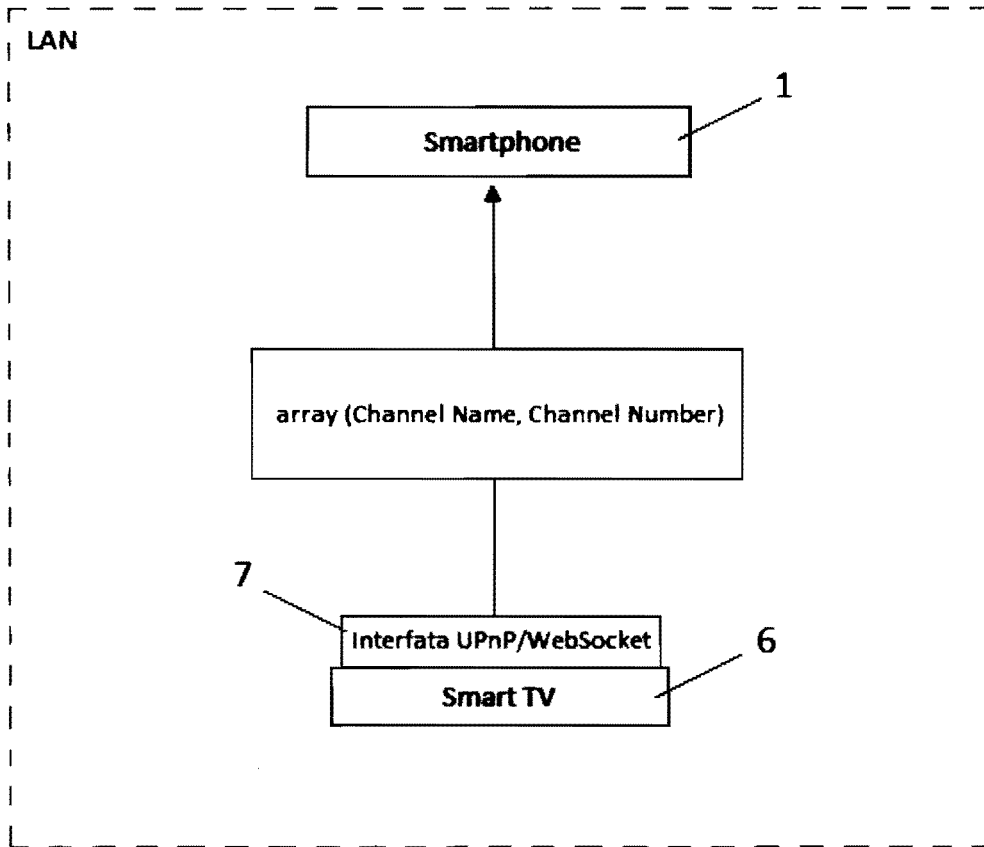 LAN
1
Smartphone
array (Channel Name, Channel Number)
7
Interfata UPnP/WebSocket
6
Smart TV